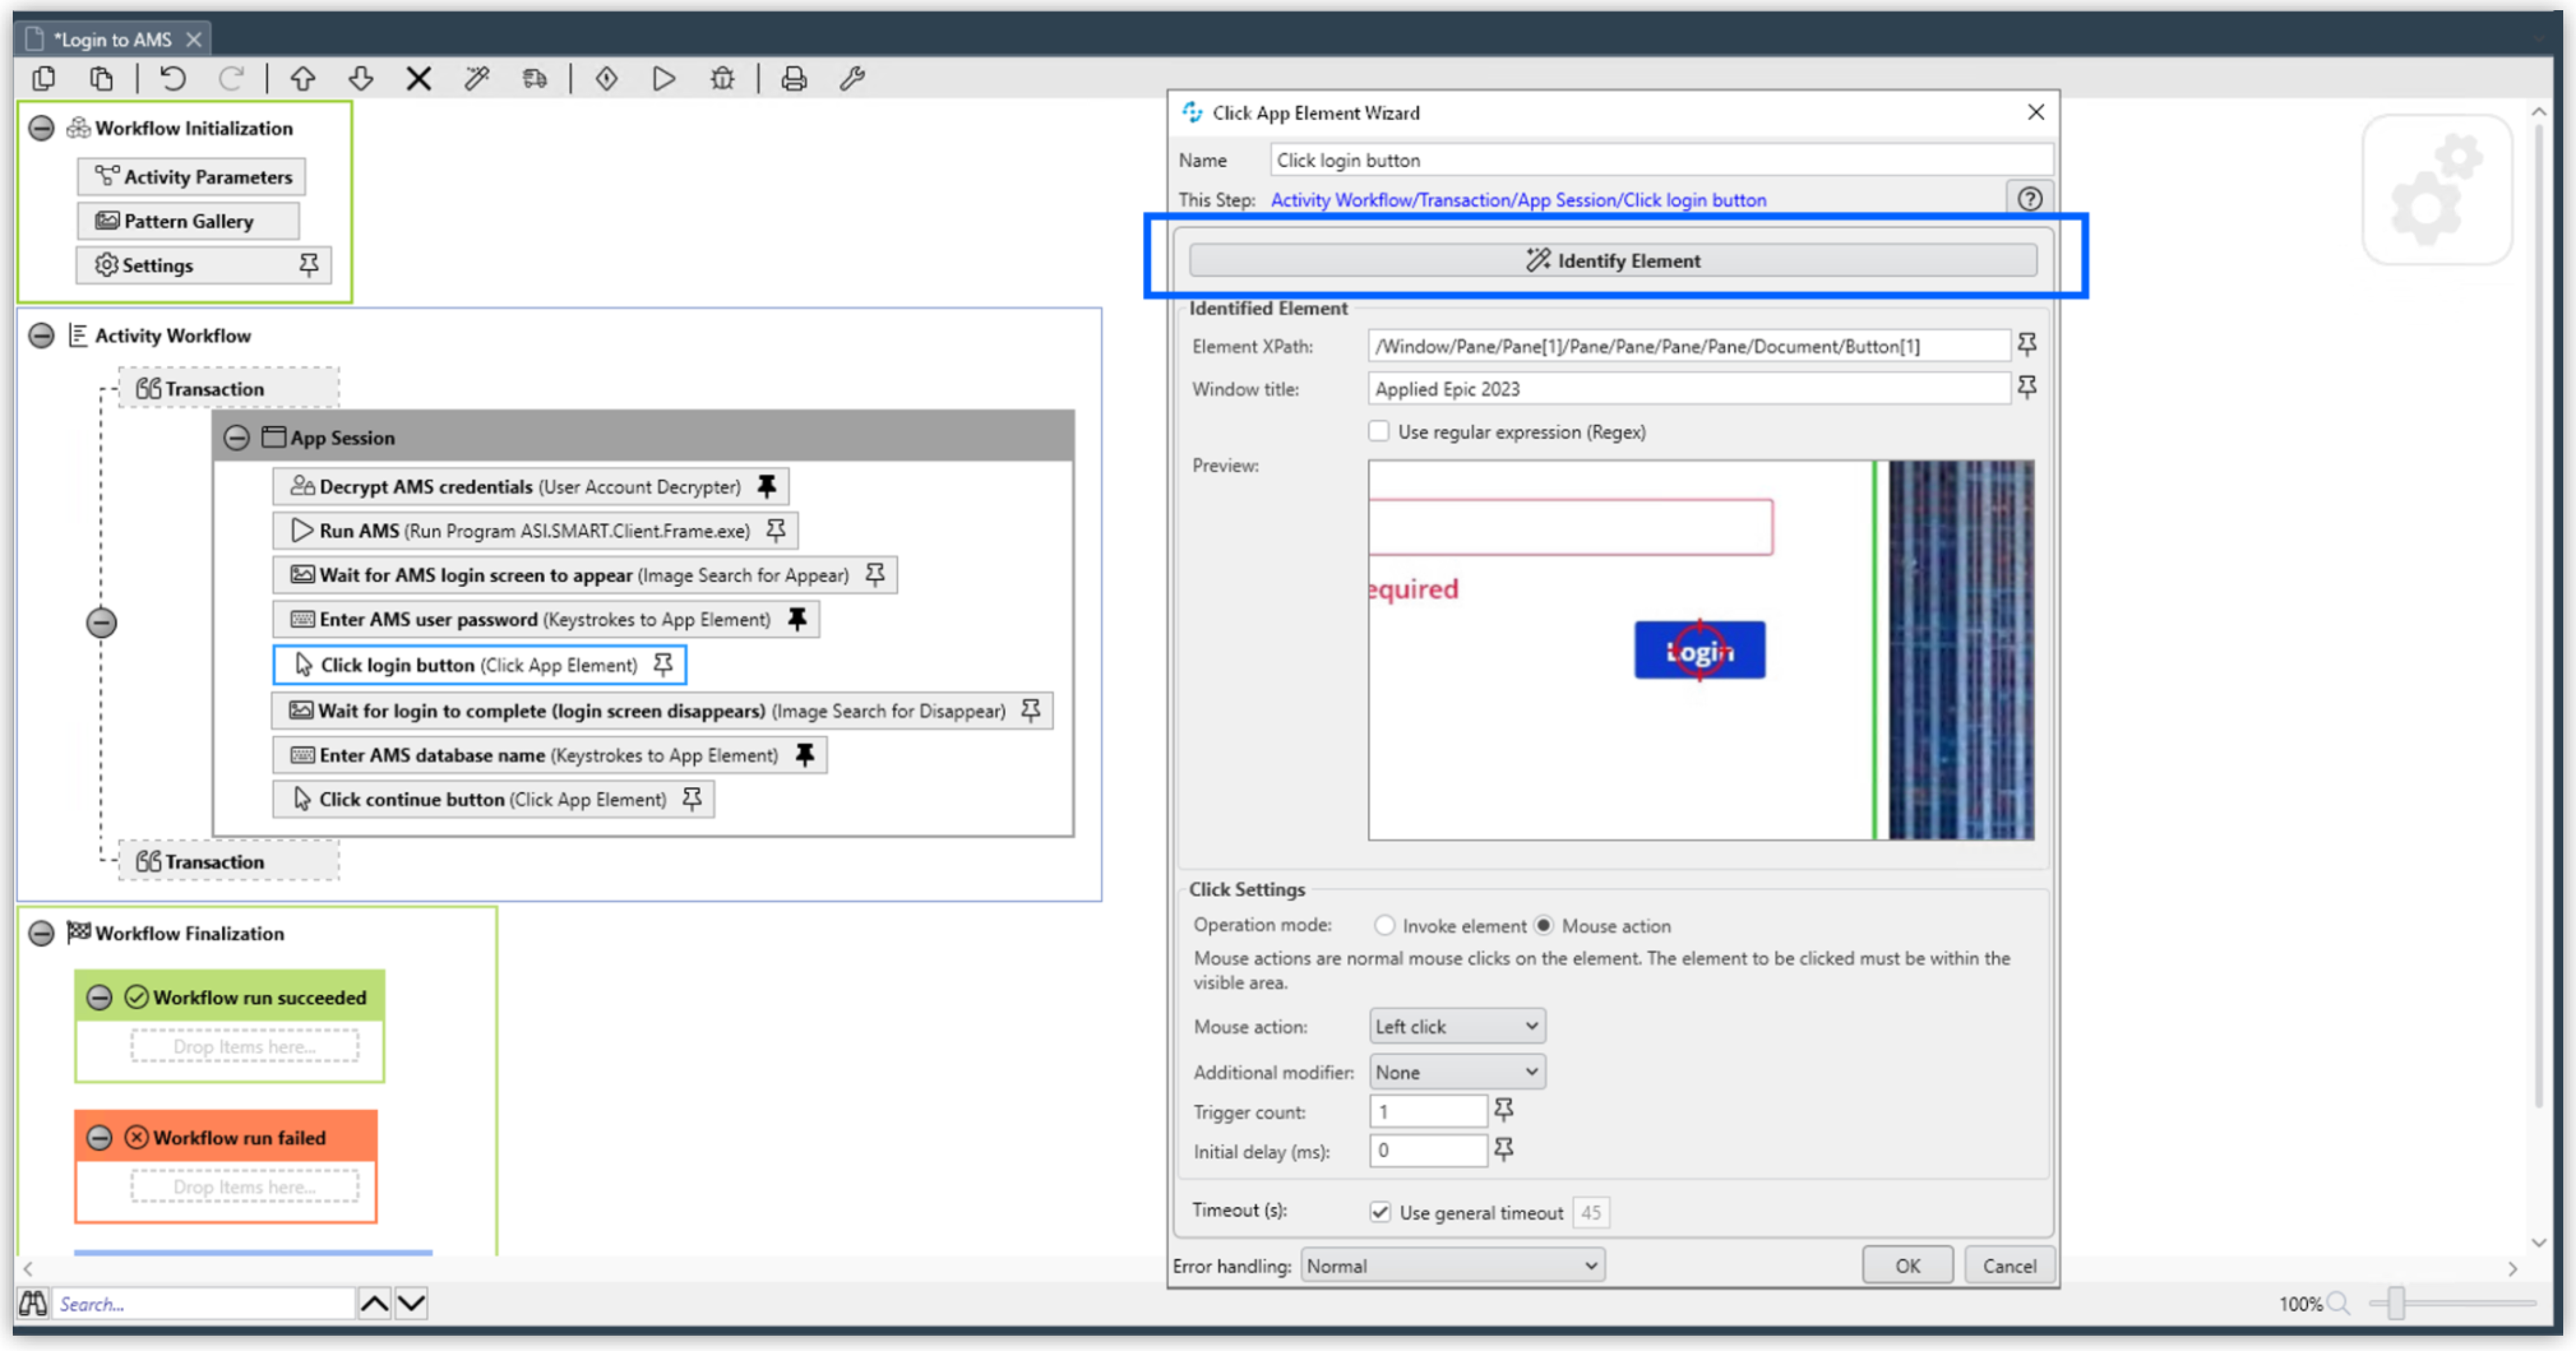 *Login to AMS
Workflow Initialization
Activity Parameters
Pattern Gallery
Settings
Activity Workflow
Transaction
App Session
Decrypt AMS credentials (User Account Decrypter)
Run AMS (Run Program ASI.SMART.Client.Frame.exe)
Wait for AMS login screen to appear (Image Search for Appear)
Enter AMS user password (Keystrokes to App Element)
Click login button (Click App Element)
Wait for login to complete (login screen disappears) (Image Search for Disappear)
Enter AMS database name (Keystrokes to App Element)
Click continue button (Click App Element)
Transaction
Workflow Finalization
Workflow run succeeded
Drop Items here...
Workflow run failed
Drop Items here...
Search...
Click App Element Wizard
Name Click login button
This Step: Activity Workflow/Transaction/App Session/Click login button
Identify Element
Identified Element
Element XPath: /Window/Pane/Pane[1]/Pane/Pane/Pane/Pane/Document/Button[1]
Window title: Applied Epic 2023
Use regular expression (Regex)
Preview:
equired
Login
Click Settings
Operation mode: Invoke element Mouse action
Mouse actions are normal mouse clicks on the element. The element to be clicked must be within the
visible area.
Mouse action: Left click
Additional modifier: None
Trigger count: 1
Initial delay (ms): 0
Timeout (s): Use general timeout 45
Error handling: Normal OK Cancel
100%